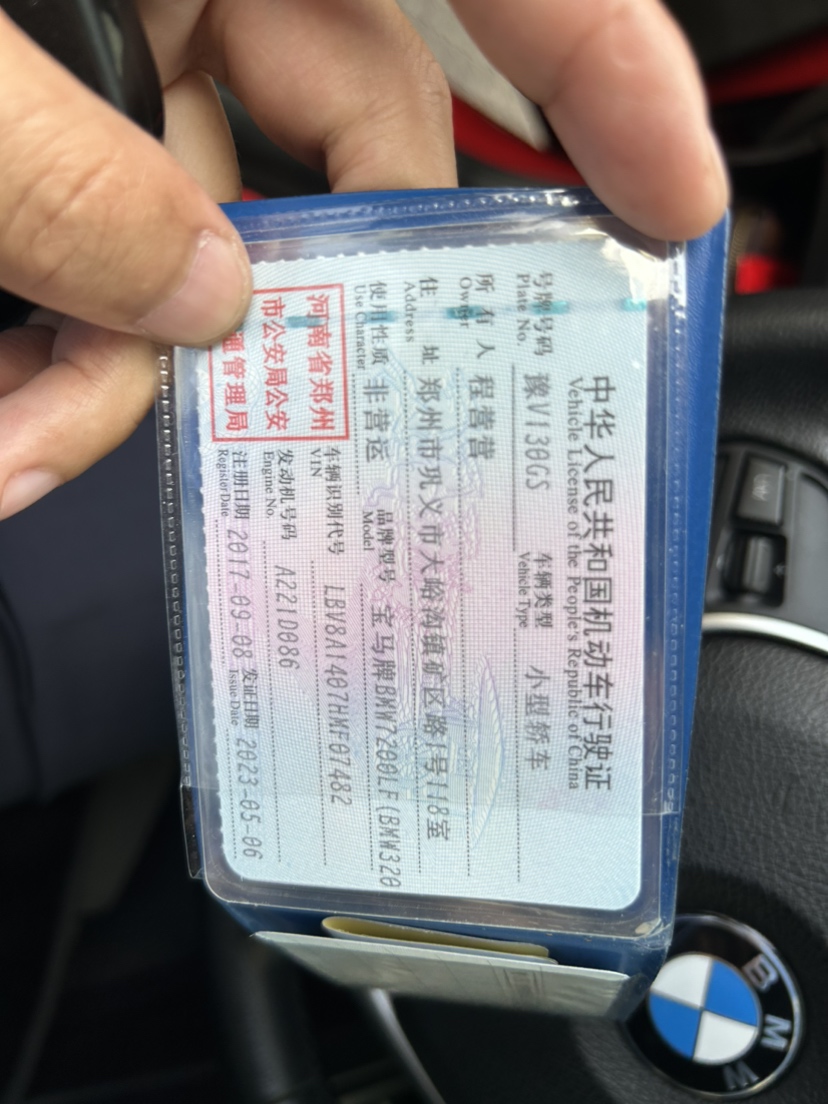 中华人民共和国机动车行驶证
Vehicle License of the People's Republic of China
号牌号码 豫V130GS 车辆类型 小型轿车
Plate No. Vehicle Type
所有人 程营营
Owner
住址 郑州市巩义市大峪沟镇矿区路1号118室
Address
使用性质 非营运 品牌型号 宝马牌BMW7200LF(BMW320
Use Character Model
河南省郑州
市公安局公安
管理局
车辆识别代号 LBV8A1407HMF07482
VIN
发动机号码 A221D086
Engine No.
注册日期 2017-09-08 发证日期 2023-05-06
Register Date Issue Date
BMW